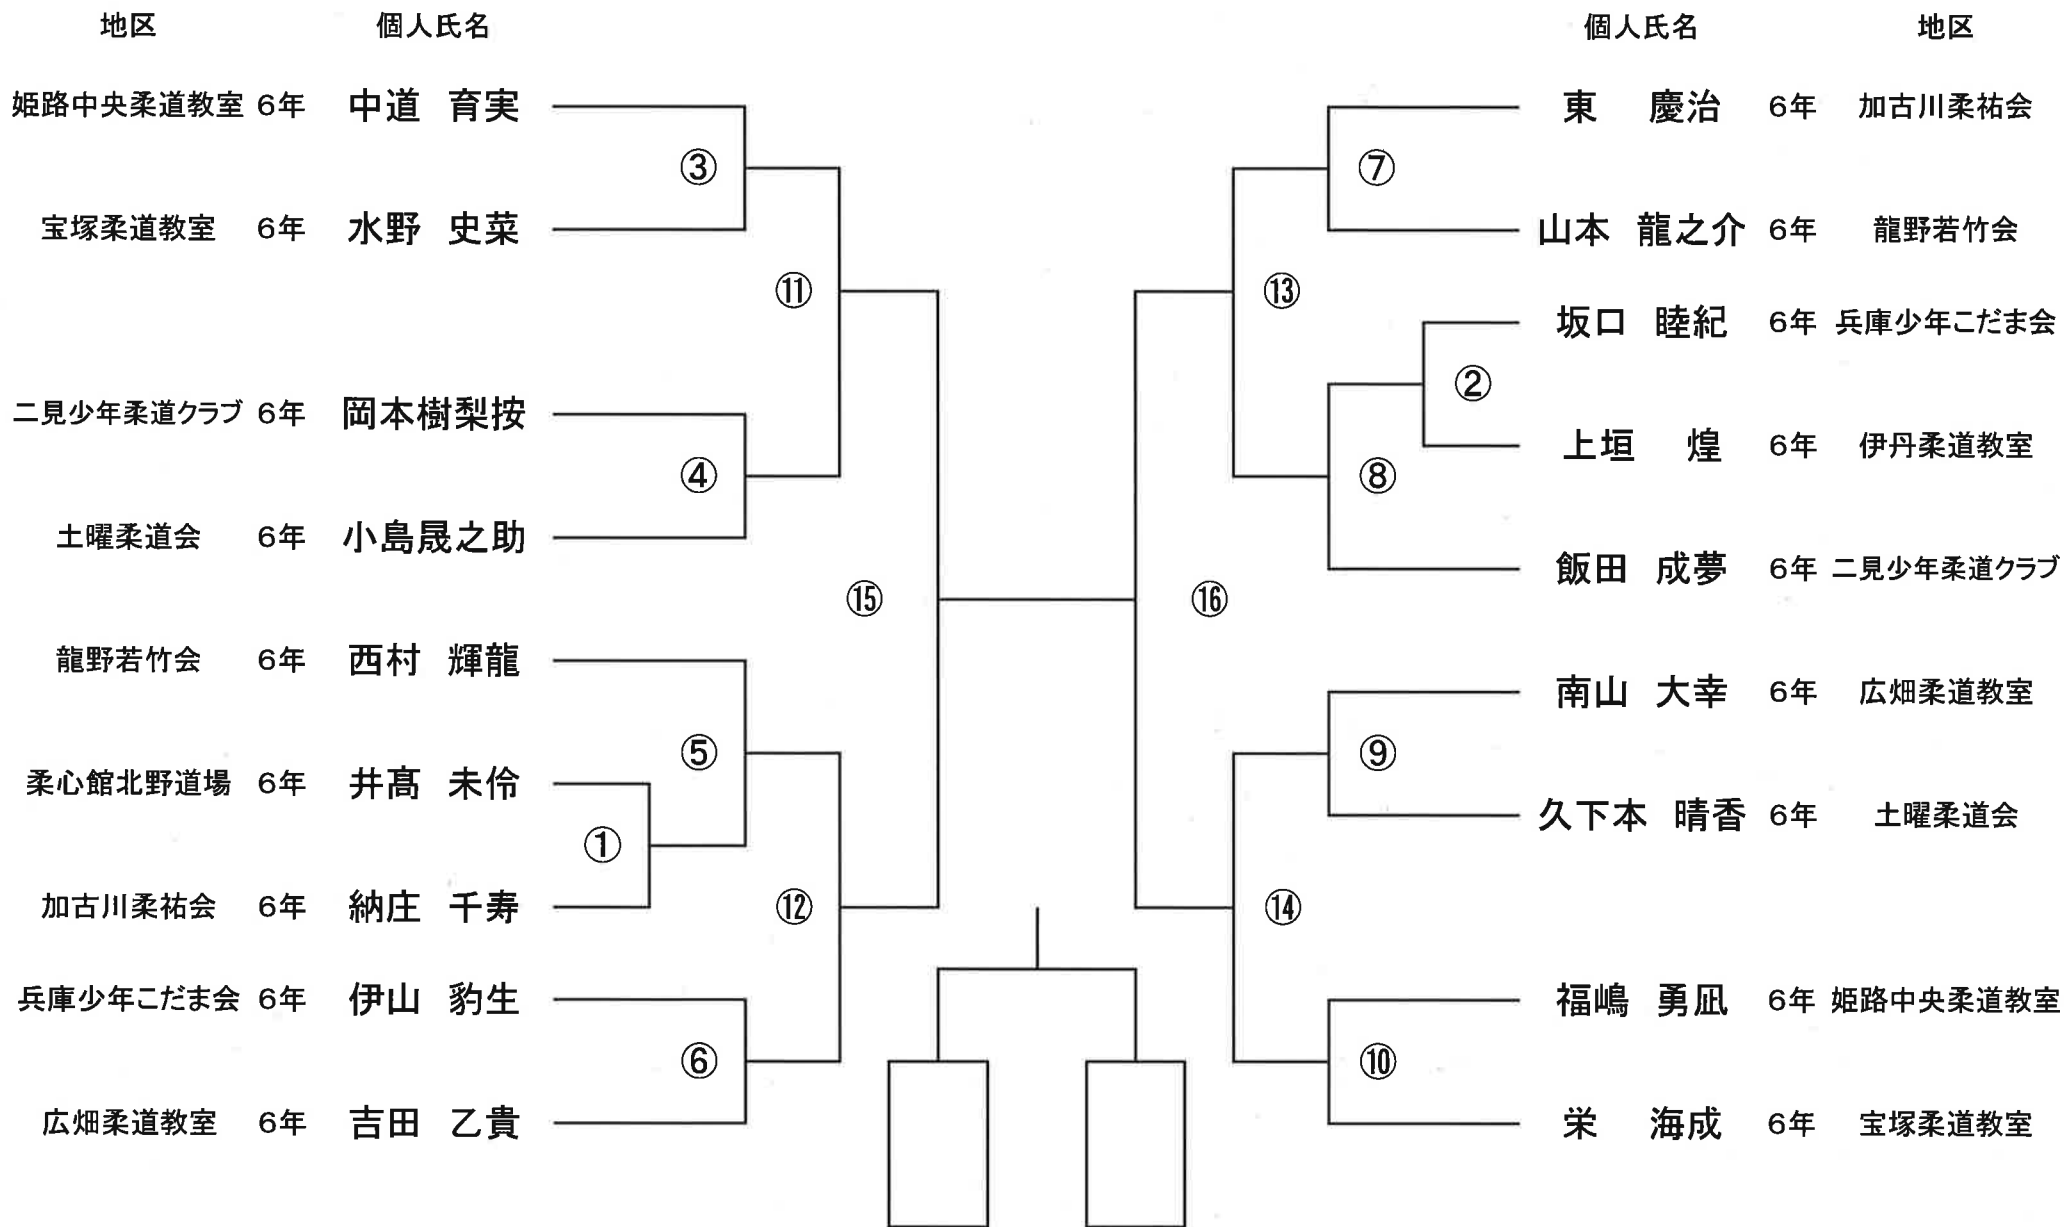 地区 個人氏名 個人氏名 地区
姫路中央柔道教室 6年 中道 育実
③
宝塚柔道教室 6年 水野 史菜
⑪
二見少年柔道クラブ 6年 岡本樹梨按
④
土曜柔道会 6年 小島晟之助
⑮
龍野若竹会 6年 西村 輝龍
⑤
柔心館北野道場 6年 井髙 未伶
①
加古川柔祐会 6年 納庄 千寿
⑫
兵庫少年こだま会 6年 伊山 豹生
⑥
広畑柔道教室 6年 吉田 乙貴
東 慶治 6年 加古川柔祐会
⑦
山本 龍之介 6年 龍野若竹会
⑬
坂口 睦紀 6年 兵庫少年こだま会
②
上垣 煌 6年 伊丹柔道教室
⑧
飯田 成夢 6年 二見少年柔道クラブ
⑯
南山 大幸 6年 広畑柔道教室
⑨
久下本 晴香 6年 土曜柔道会
⑭
福嶋 勇凪 6年 姫路中央柔道教室
⑩
栄 海成 6年 宝塚柔道教室